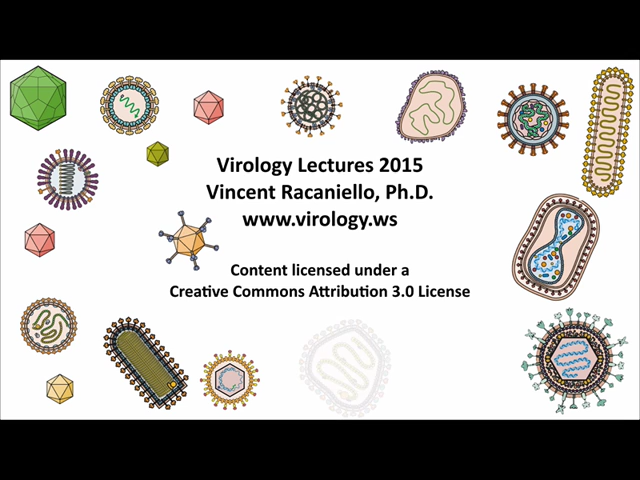 Virology Lectures 2015
Vincent Racaniello, Ph.D.
www.virology.ws
Content licensed under a
Creative Commons Attribution 3.0 License